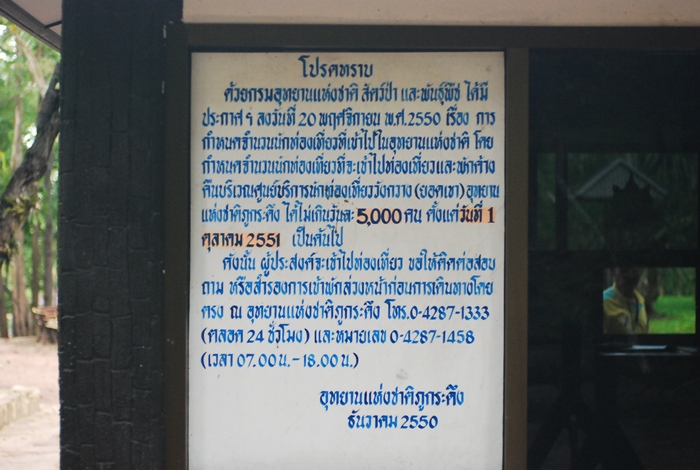 โปรดทราบ
ด้วยกรมอุทยานแห่งชาติ สัตว์ป่า และพันธุ์พืช ได้มี
ประกาศ ฯ ลงวันที่ 20 พฤศจิกายน พ.ศ.2550 เรื่อง การ
กำหนดจำนวนนักท่องเที่ยวที่เข้าไปในอุทยานแห่งชาติ โดย
กำหนดจำนวนนักท่องเที่ยวที่จะเข้าไปท่องเที่ยวและพักค้าง
คืนบริเวณศูนย์บริการนักท่องเที่ยววังกวาง (ยอดเขา) อุทยาน
แห่งชาติภูกระดึง ได้ไม่เกินวันละ 5,000 คน ตั้งแต่วันที่ 1
ตุลาคม 2551 เป็นต้นไป
ดังนั้น ผู้ประสงค์จะเข้าไปท่องเที่ยว ขอให้ติดต่อสอบ
ถาม หรือสำรองการเข้าพักล่วงหน้าก่อนการเดินทางโดย
ตรง ณ อุทยานแห่งชาติภูกระดึง โทร.0-4287-1333
(ตลอด 24 ชั่วโมง) และหมายเลข 0-4287-1458
(เวลา 07.00 น.- 18.00 น.)
อุทยานแห่งชาติภูกระดึง
ธันวาคม 2550